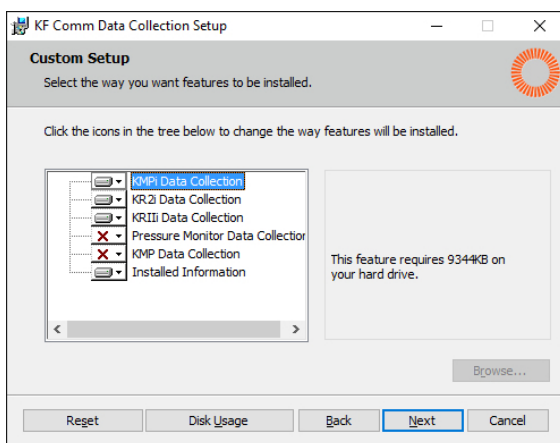 KF Comm Data Collection Setup
Custom Setup
Select the way you want features to be installed.
Click the icons in the tree below to change the way features will be installed.
KMPi Data Collection
KR2i Data Collection
KRIIi Data Collection
Pressure Monitor Data Collection
KMP Data Collection
Installed Information
This feature requires 9344KB on
your hard drive.
Browse...
Reset
Disk Usage
Back
Next
Cancel